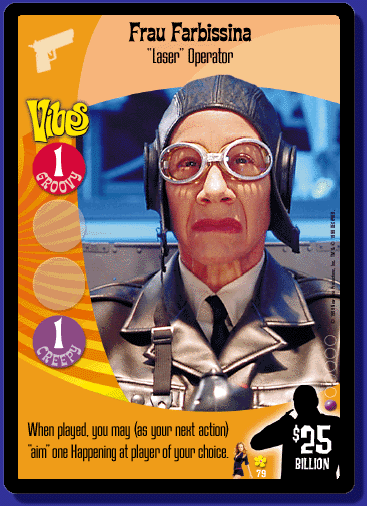 Frau Farbissina
"Laser" Operator
Vibes
1
GROOVY
1
CREEPY
When played, you may (as your next action)
"aim" one Happening at player of your choice.
$25
BILLION
79